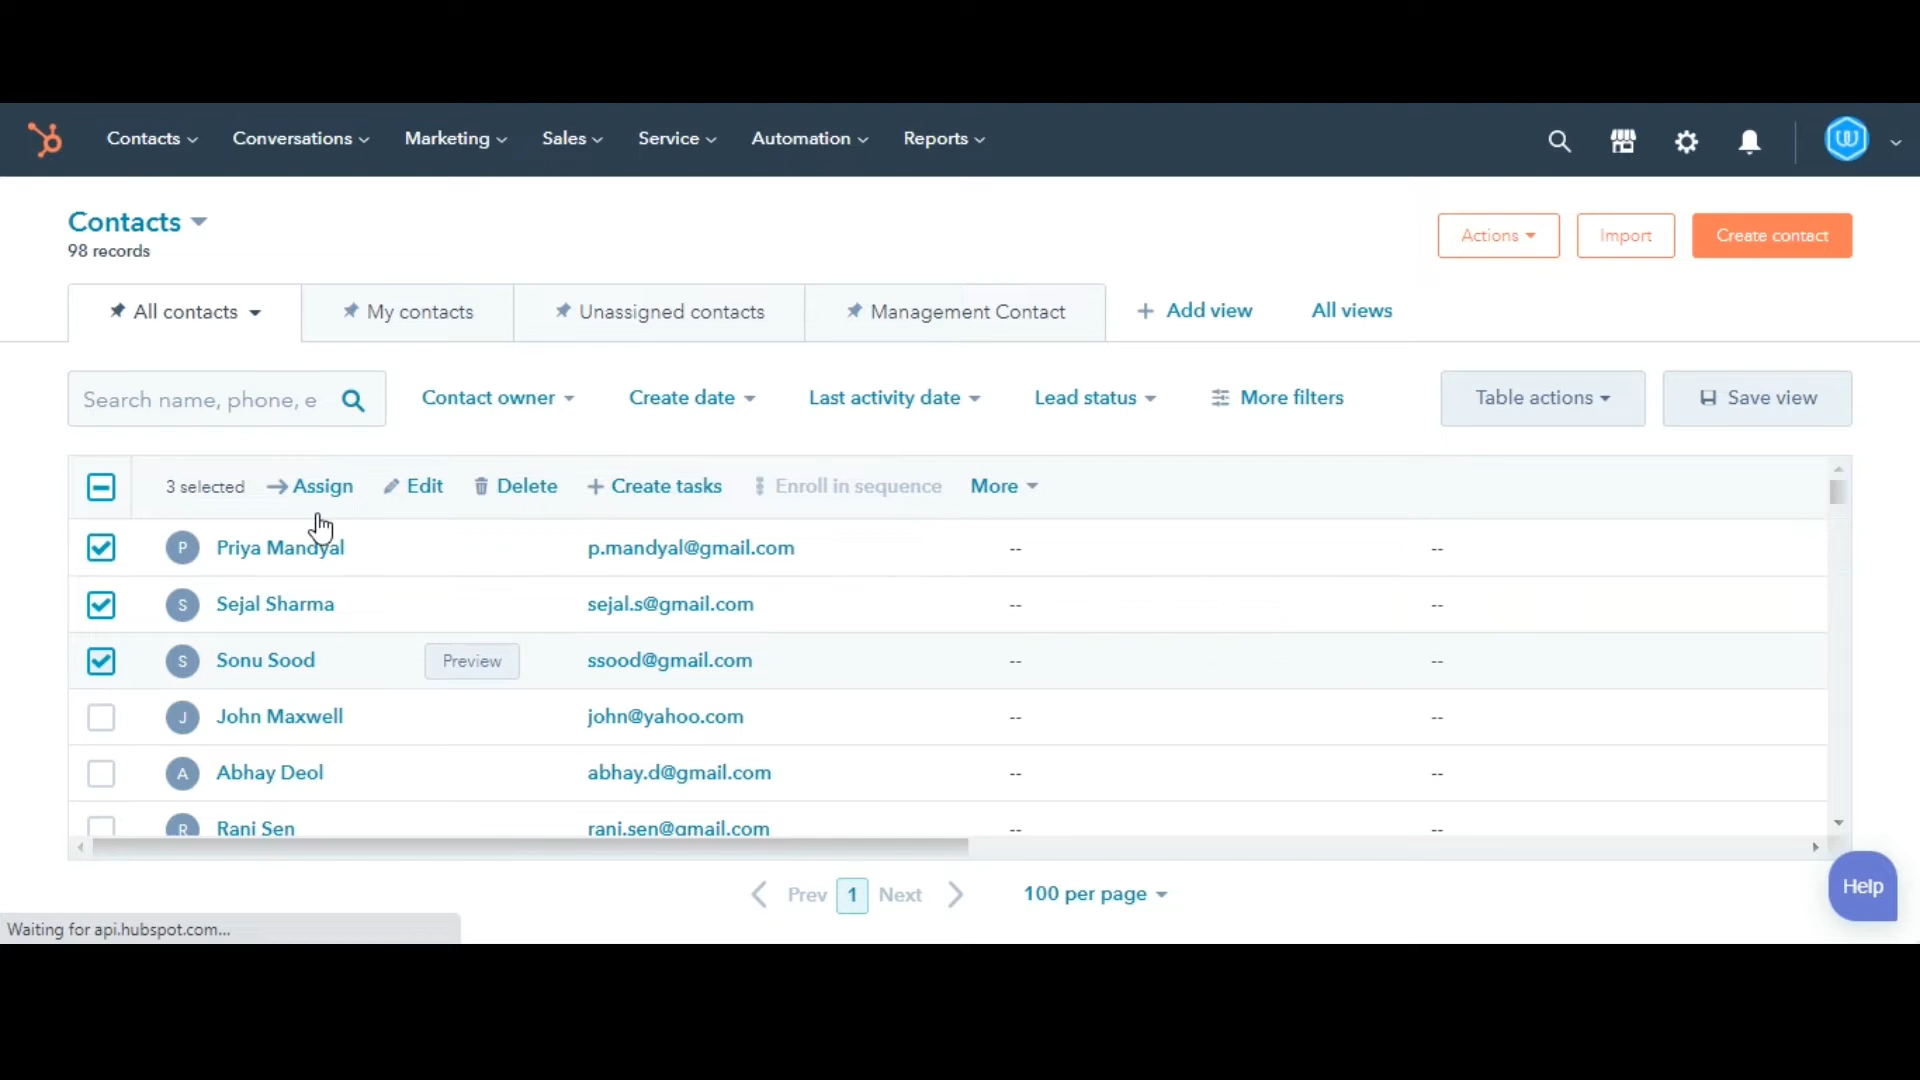 Contacts Conversations Marketing Sales Service Automation Reports
Contacts
98 records
Actions Import Create contact
All contacts My contacts Unassigned contacts Management Contact + Add view All views
Search name, phone, e Contact owner Create date Last activity date Lead status More filters Table actions Save view
3 selected Assign Edit Delete + Create tasks Enroll in sequence More
P Priya Mandyal p.mandyal@gmail.com -- --
S Sejal Sharma sejal.s@gmail.com -- --
S Sonu Sood Preview ssood@gmail.com -- --
J John Maxwell john@yahoo.com -- --
A Abhay Deol abhay.d@gmail.com -- --
R Rani Sen rani.sen@gmail.com -- --
Prev 1 Next 100 per page
Help
Waiting for api.hubspot.com...